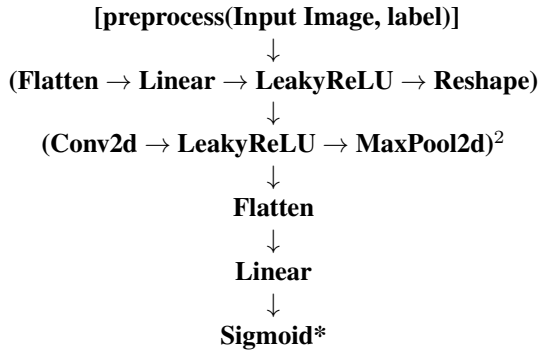 [preprocess(Input Image, label)]
↓
(Flatten → Linear → LeakyReLU → Reshape)
↓
(Conv2d → LeakyReLU → MaxPool2d)²
↓
Flatten
↓
Linear
↓
Sigmoid*